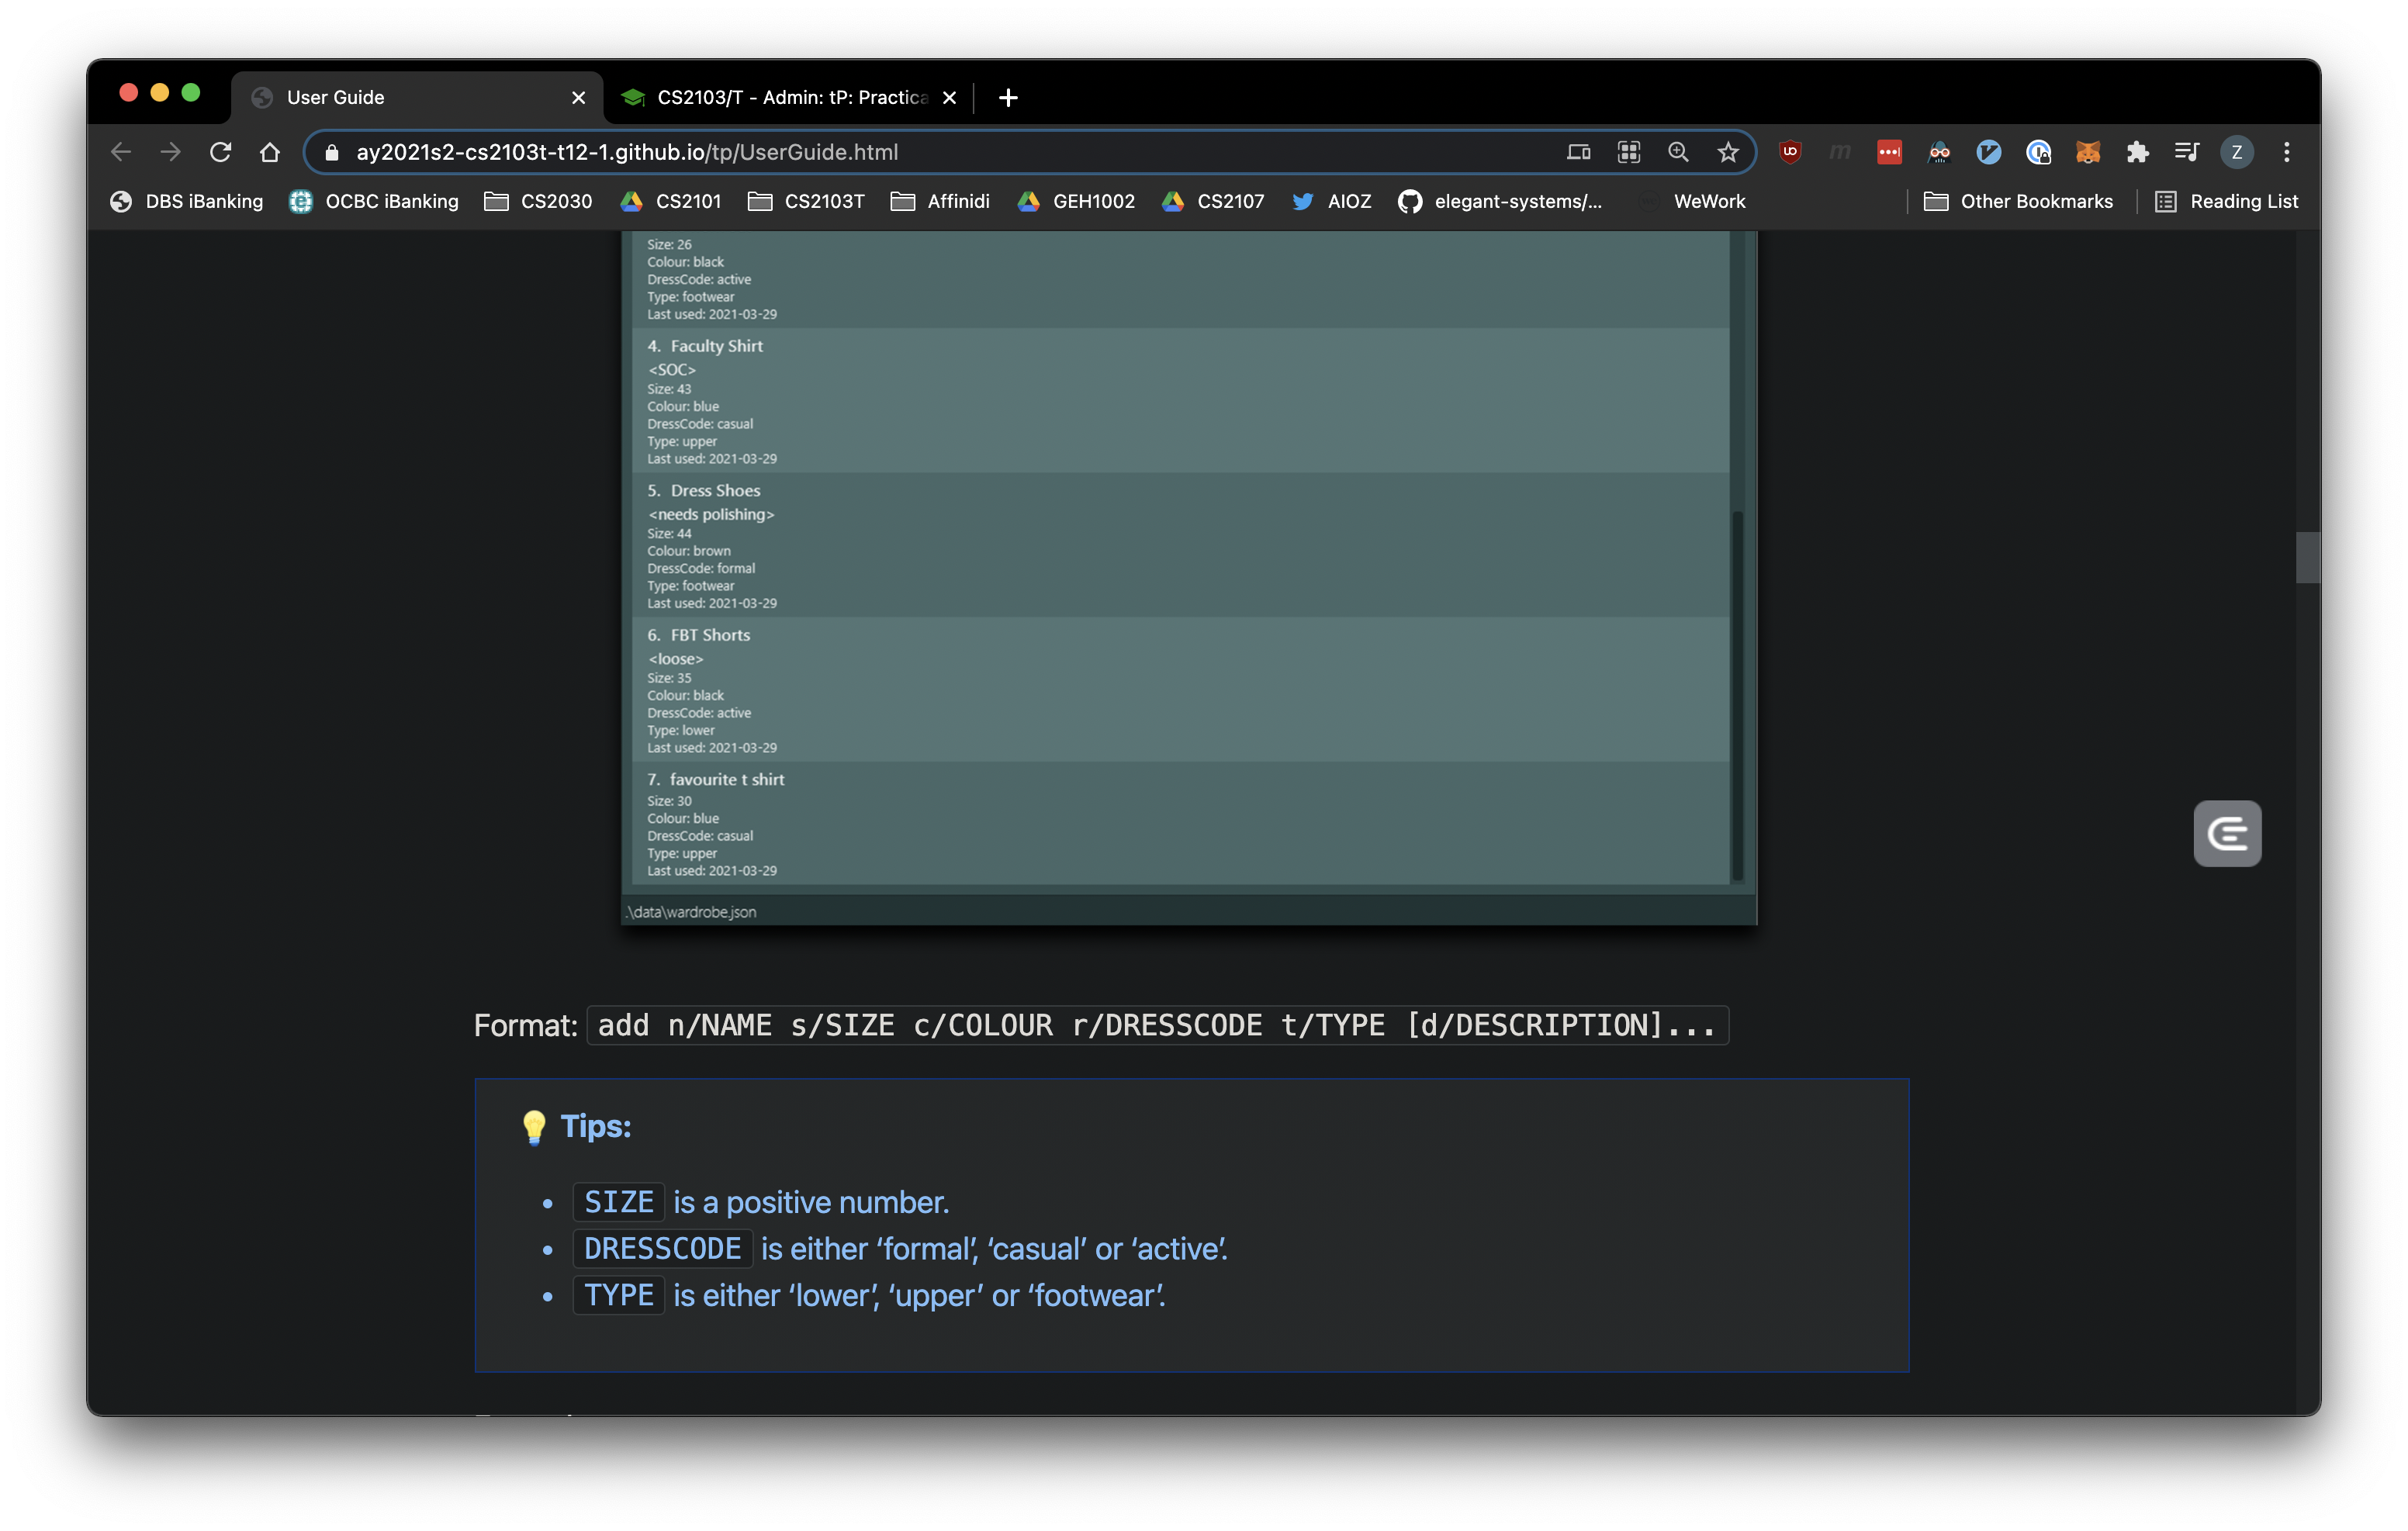 User Guide
CS2103/T - Admin: tP: Practica
ay2021s2-cs2103t-t12-1.github.io/tp/UserGuide.html
Z
DBS iBanking
OCBC iBanking
CS2030
CS2101
CS2103T
Affinidi
GEH1002
CS2107
AIOZ
elegant-systems/...
WeWork
Other Bookmarks
Reading List
Size: 26
Colour: black
DressCode: active
Type: footwear
Last used: 2021-03-29
4. Faculty Shirt
<SOC>
Size: 43
Colour: blue
DressCode: casual
Type: upper
Last used: 2021-03-29
5. Dress Shoes
<needs polishing>
Size: 44
Colour: brown
DressCode: formal
Type: footwear
Last used: 2021-03-29
6. FBT Shorts
<loose>
Size: 35
Colour: black
DressCode: active
Type: lower
Last used: 2021-03-29
7. favourite t shirt
Size: 30
Colour: blue
DressCode: casual
Type: upper
Last used: 2021-03-29
.\data\wardrobe.json
Format: add n/NAME s/SIZE c/COLOUR r/DRESSCODE t/TYPE [d/DESCRIPTION]...
Tips:
• SIZE is a positive number.
• DRESSCODE is either ‘formal’, ‘casual’ or ‘active’.
• TYPE is either ‘lower’, ‘upper’ or ‘footwear’.